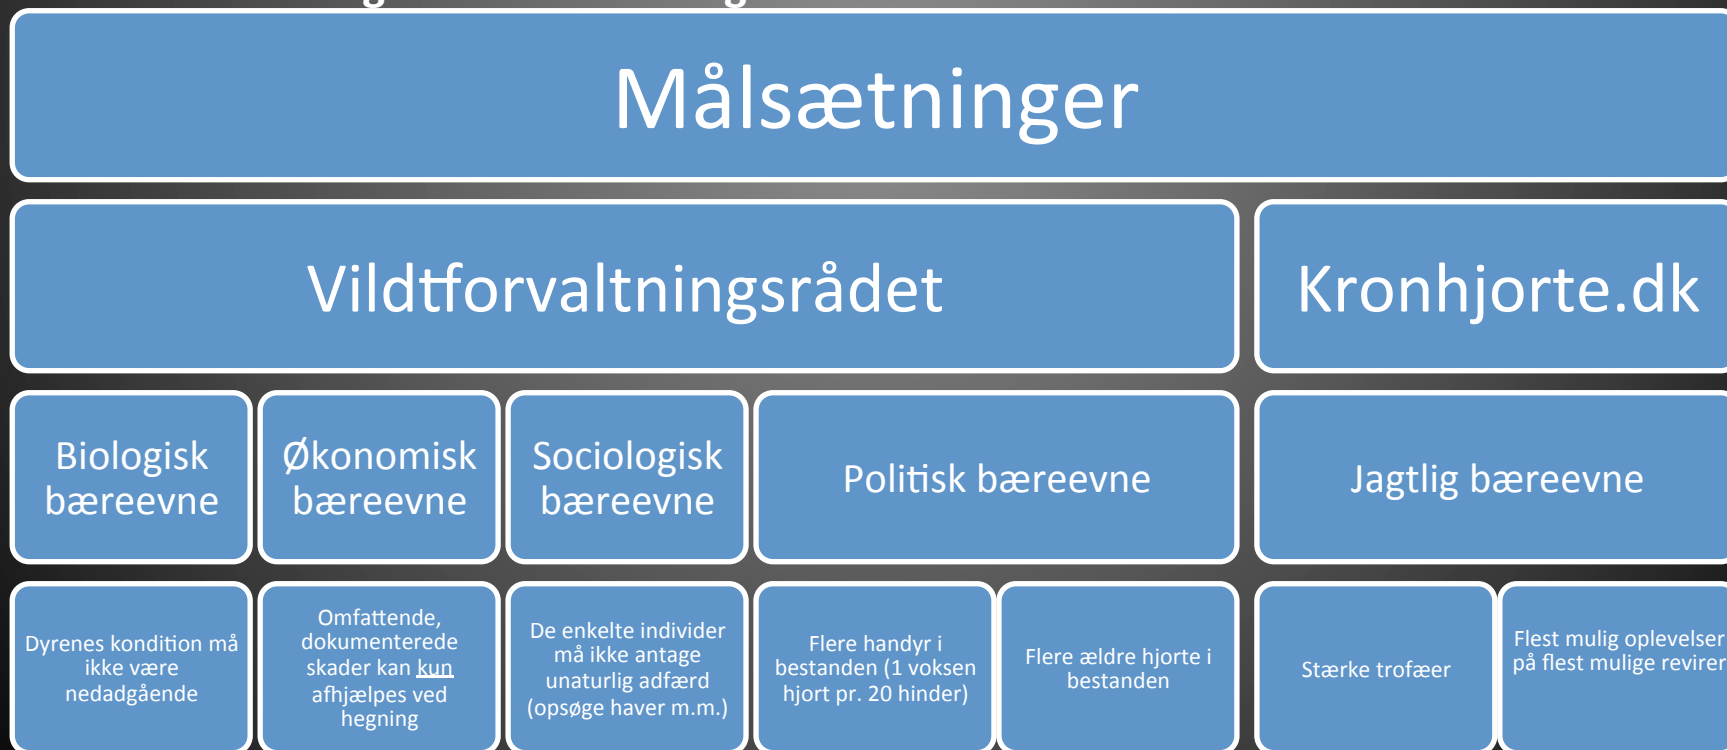 Målsætninger
Vildtforvaltningsrådet
Kronhjorte.dk
Biologisk
bæreevne
Økonomisk
bæreevne
Sociologisk
bæreevne
Politisk bæreevne
Jagtlig bæreevne
Dyrenes kondition må
ikke være
nedadgående
Omfattende,
dokumenterede
skader kan kun
afhjælpes ved
hegning
De enkelte individer
må ikke antage
unaturlig adfærd
(opsøge haver m.m.)
Flere handyr i
bestanden (1 voksen
hjort pr. 20 hinder)
Flere ældre hjorte i
bestanden
Stærke trofæer
Flest mulig oplevelser
på flest mulige revirer